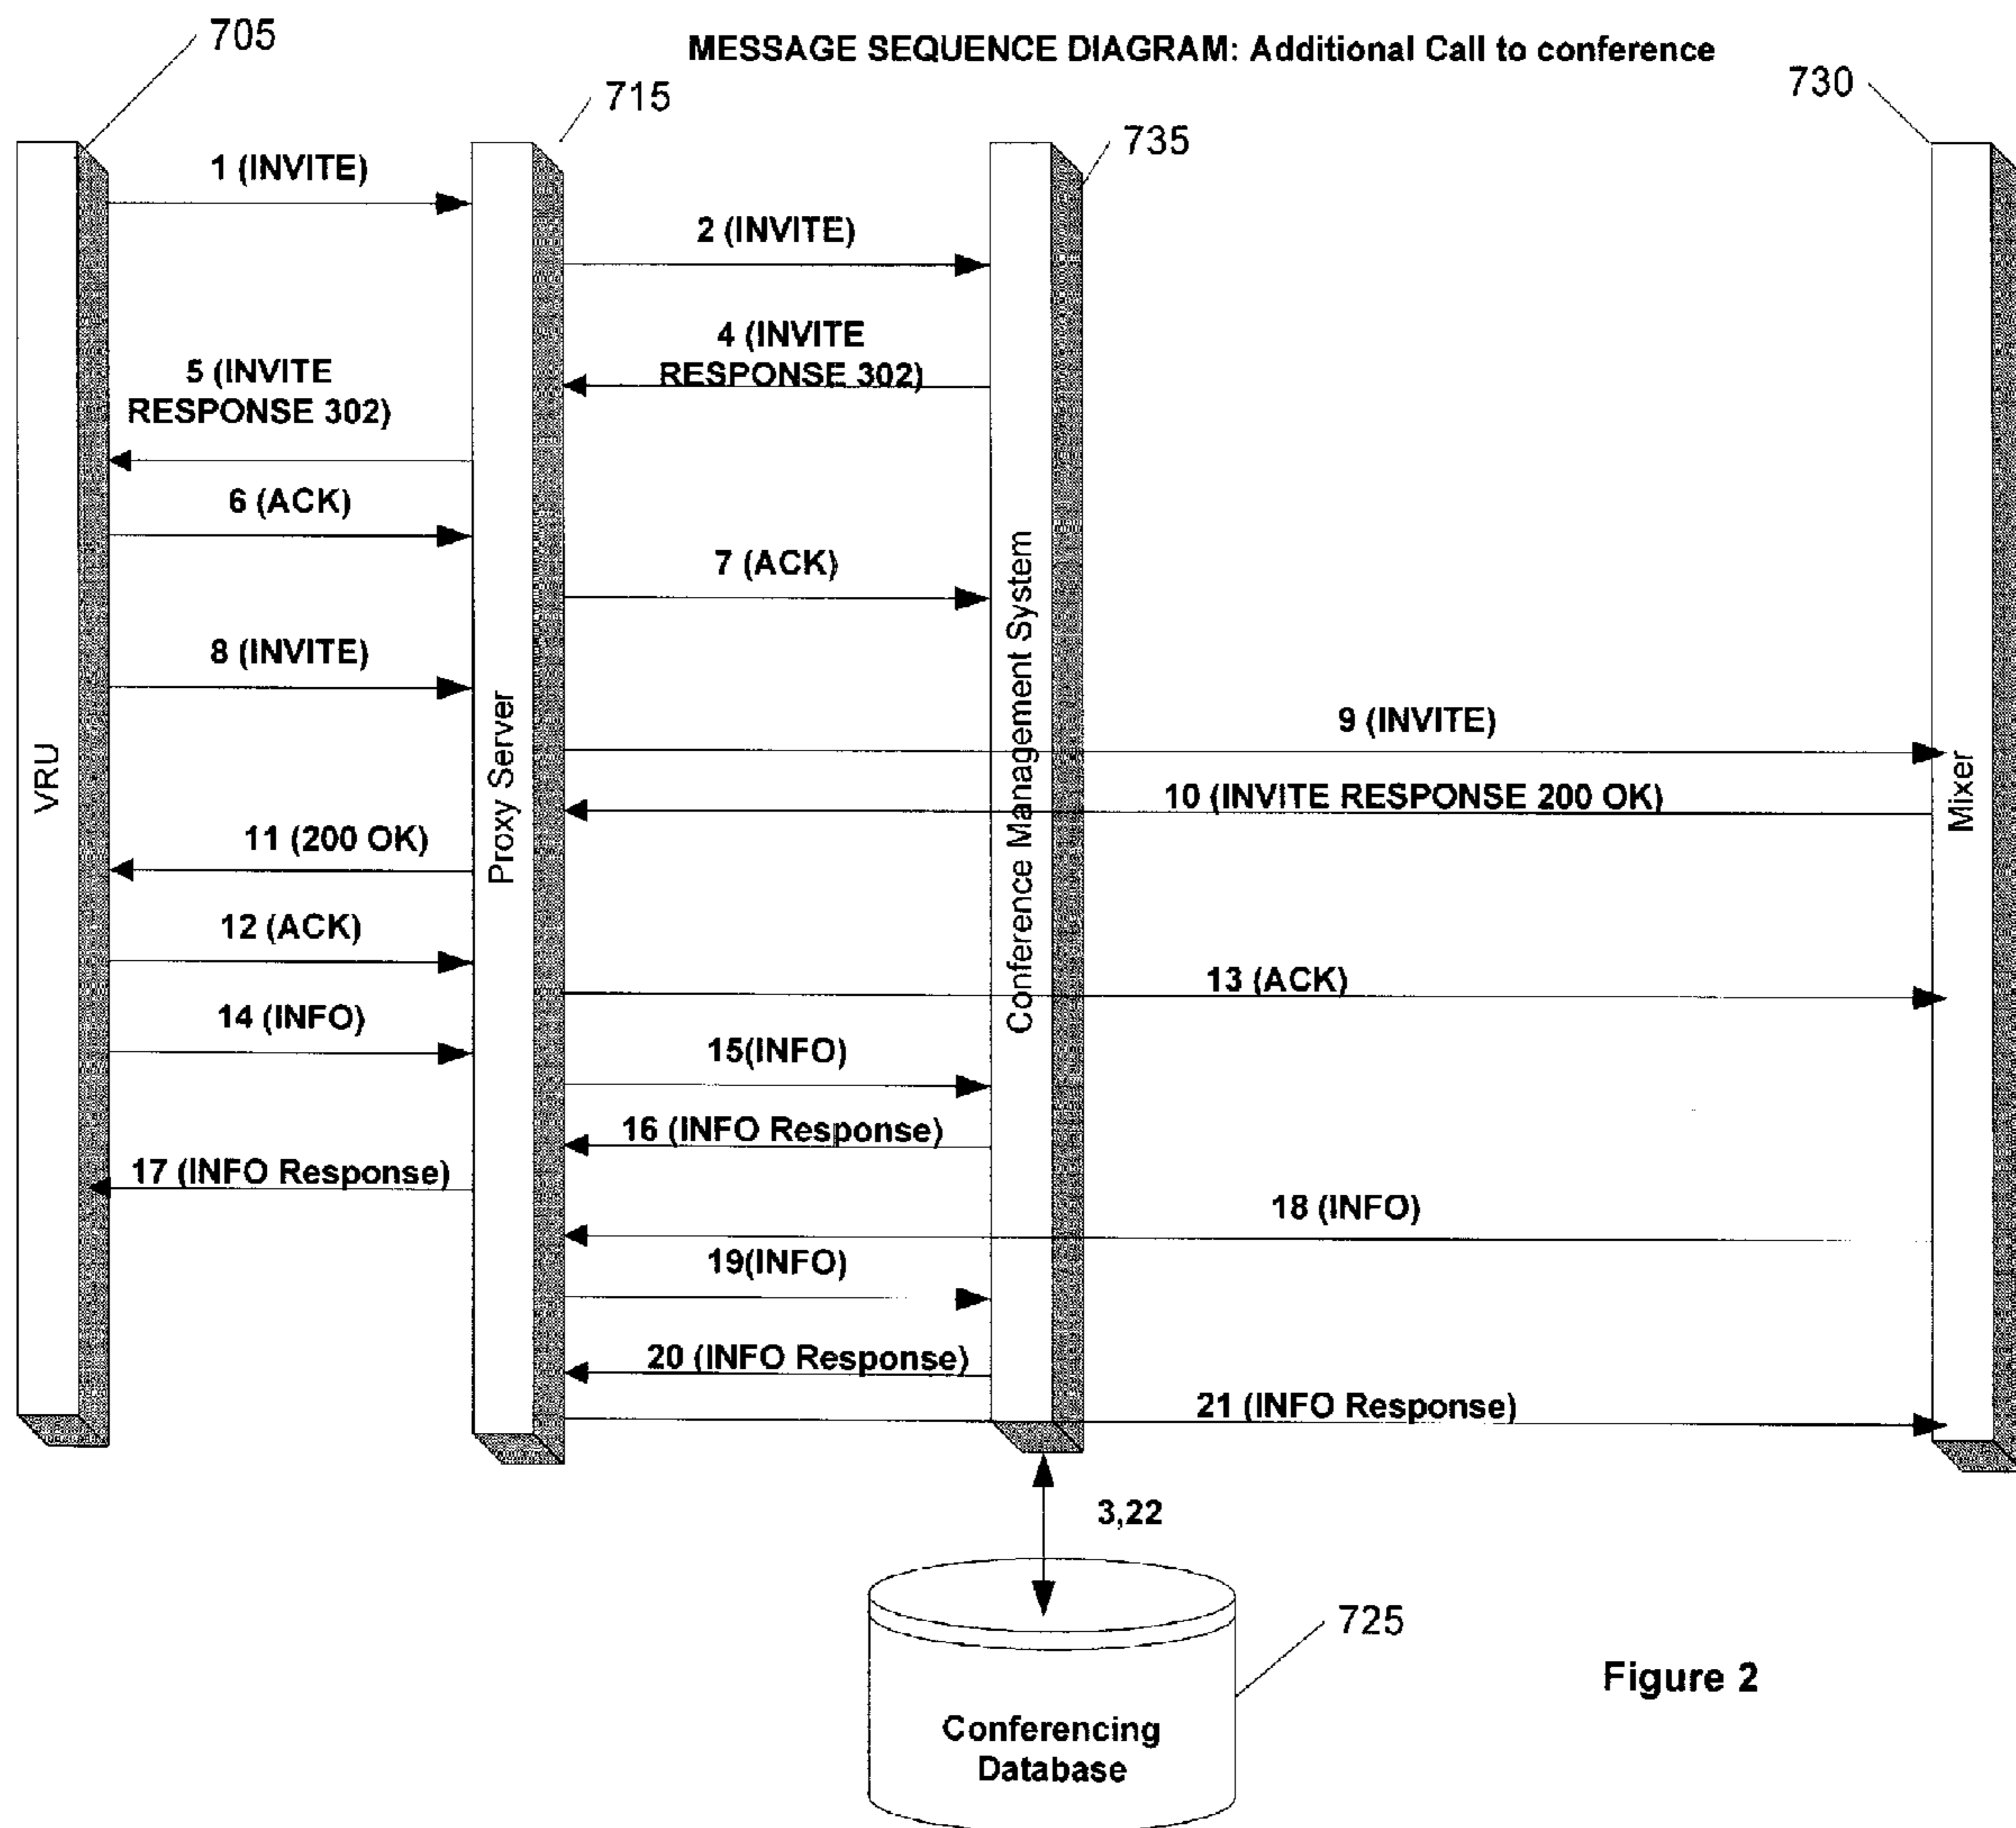 705
MESSAGE SEQUENCE DIAGRAM: Additional Call to conference
715
730
735
1 (INVITE)
2 (INVITE)
4 (INVITE
RESPONSE 302)
5 (INVITE
RESPONSE 302)
6 (ACK)
7 (ACK)
8 (INVITE)
9 (INVITE)
10 (INVITE RESPONSE 200 OK)
11 (200 OK)
12 (ACK)
13 (ACK)
14 (INFO)
15(INFO)
16 (INFO Response)
17 (INFO Response)
18 (INFO)
19(INFO)
20 (INFO Response)
21 (INFO Response)
VRU
Proxy Server
Conference Management System
Mixer
3,22
725
Conferencing
Database
Figure 2